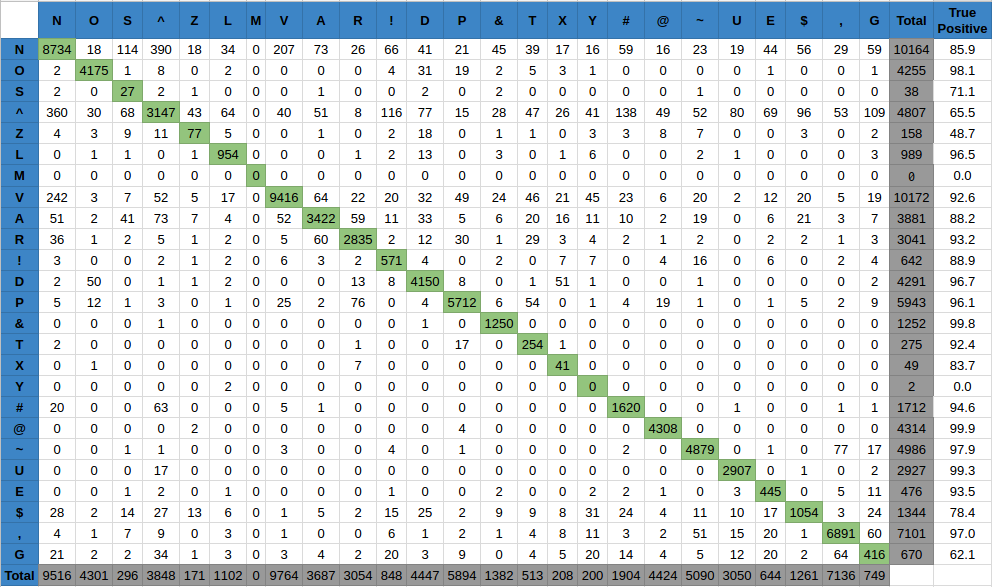 N O S ^ Z L M V A R ! D P & T X Y # @ ~ U E $ , G Total True Positive
N 8734 18 114 390 18 34 0 207 73 26 66 41 21 45 39 17 16 59 16 23 19 44 56 29 59 10164 85.9
O 2 4175 1 8 0 2 0 0 0 0 4 31 19 2 5 3 1 0 0 0 0 1 0 0 1 4255 98.1
S 2 0 27 2 1 0 0 0 1 0 0 2 0 2 0 0 0 0 0 1 0 0 0 0 0 38 71.1
^ 360 30 68 3147 43 64 0 40 51 8 116 77 15 28 47 26 41 138 49 52 80 69 96 53 109 4807 65.5
Z 4 3 9 11 77 5 0 0 1 0 2 18 0 1 1 0 3 3 8 7 0 0 3 0 2 158 48.7
L 0 1 1 0 1 954 0 0 0 1 2 13 0 3 0 1 6 0 0 2 1 0 0 0 3 989 96.5
M 0 0 0 0 0 0 0 0 0 0 0 0 0 0 0 0 0 0 0 0 0 0 0 0 0 0 0.0
V 242 3 7 52 5 17 0 9416 64 22 20 32 49 24 46 21 45 23 6 20 2 12 20 5 19 10172 92.6
A 51 2 41 73 7 4 0 52 3422 59 11 33 5 6 20 16 11 10 2 19 0 6 21 3 7 3881 88.2
R 36 1 2 5 1 2 0 5 60 2835 2 12 30 1 29 3 4 2 1 2 0 2 2 1 3 3041 93.2
! 3 0 0 2 1 2 0 6 3 2 571 4 0 2 0 7 7 0 4 16 0 6 0 2 4 642 88.9
D 2 50 0 1 1 2 0 0 0 13 8 4150 8 0 1 51 1 0 0 1 0 0 0 0 2 4291 96.7
P 5 12 1 3 0 1 0 25 2 76 0 4 5712 6 54 0 1 4 19 1 0 1 5 2 9 5943 96.1
& 0 0 0 1 0 0 0 0 0 0 0 1 0 1250 0 0 0 0 0 0 0 0 0 0 0 1252 99.8
T 2 0 0 0 0 0 0 0 0 1 0 0 17 0 254 1 0 0 0 0 0 0 0 0 0 275 92.4
X 0 1 0 0 0 0 0 0 0 7 0 0 0 0 0 41 0 0 0 0 0 0 0 0 0 49 83.7
Y 0 0 0 0 0 2 0 0 0 0 0 0 0 0 0 0 0 0 0 0 0 0 0 0 0 2 0.0
# 20 0 0 63 0 0 0 5 1 0 0 0 0 0 0 0 0 1620 0 0 1 0 0 1 1 1712 94.6
@ 0 0 0 0 2 0 0 0 0 0 0 0 4 0 0 0 0 0 4308 0 0 0 0 0 0 4314 99.9
~ 0 0 1 1 0 0 0 3 0 0 4 0 1 0 0 0 0 2 0 4879 0 1 0 77 17 4986 97.9
U 0 0 0 17 0 0 0 0 0 0 0 0 0 0 0 0 0 0 0 0 2907 0 1 0 2 2927 99.3
E 0 0 1 2 0 1 0 0 0 0 1 0 0 2 0 0 2 2 1 0 3 445 0 5 11 476 93.5
$ 28 2 14 27 13 6 0 1 5 2 15 25 2 9 9 8 31 24 4 11 10 17 1054 3 24 1344 78.4
, 4 1 7 9 0 3 0 1 0 0 6 1 2 1 4 8 11 3 2 51 15 20 1 6891 60 7101 97.0
G 21 2 2 34 1 3 0 3 4 2 20 3 9 0 4 5 20 14 4 5 12 20 2 64 416 670 62.1
Total 9516 4301 296 3848 171 1102 0 9764 3687 3054 848 4447 5894 1382 513 208 200 1904 4424 5090 3050 644 1261 7136 749